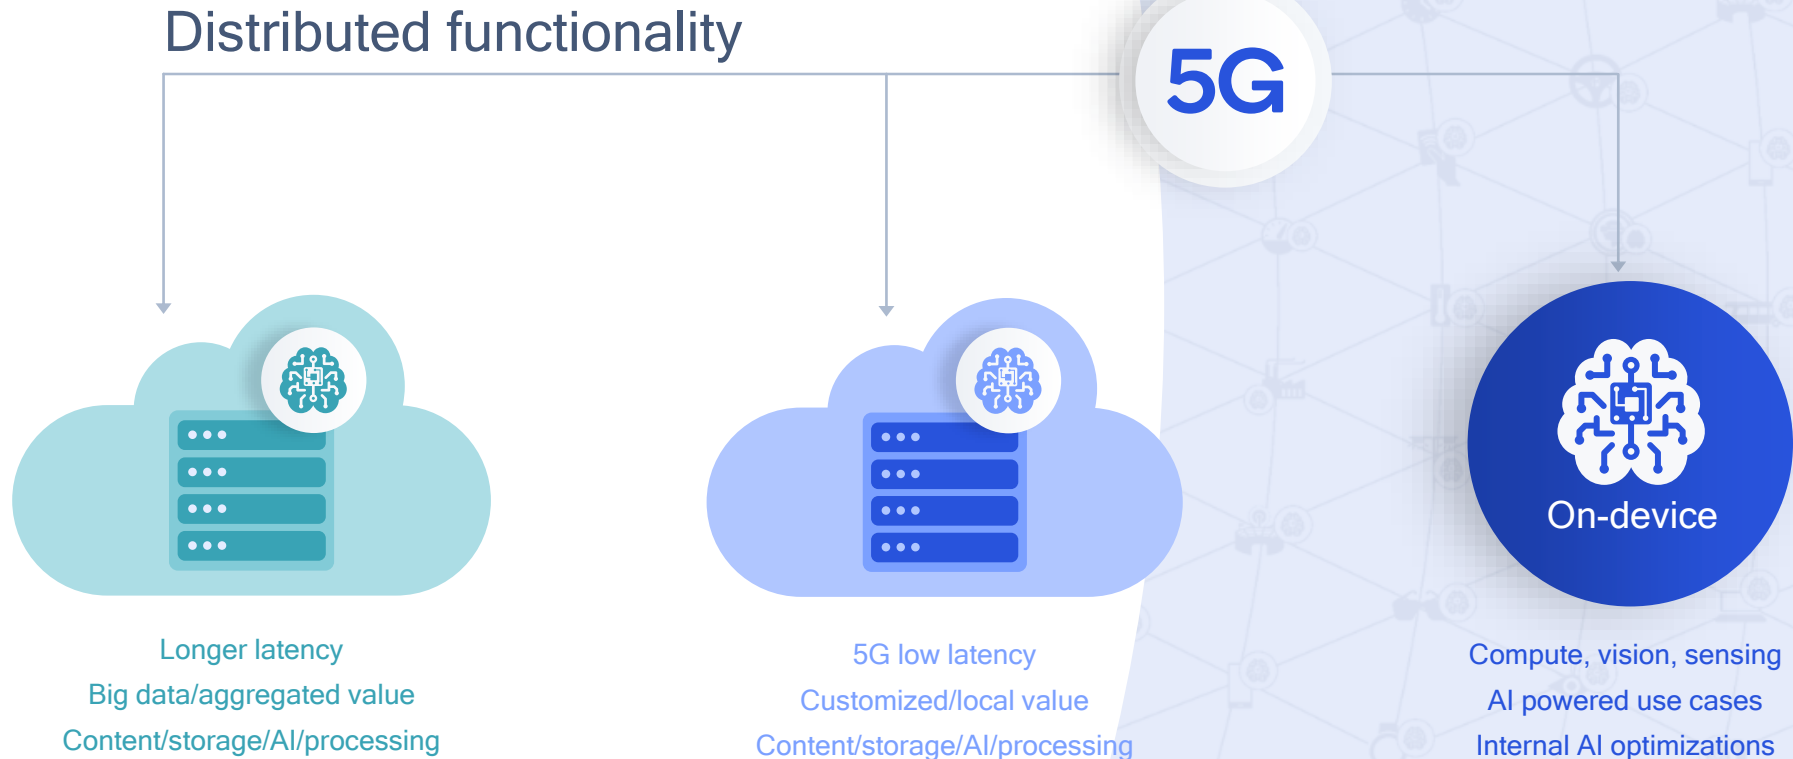 Distributed functionality
5G
On-device
Longer latency
Big data/aggregated value
Content/storage/AI/processing
5G low latency
Customized/local value
Content/storage/AI/processing
Compute, vision, sensing
AI powered use cases
Internal AI optimizations